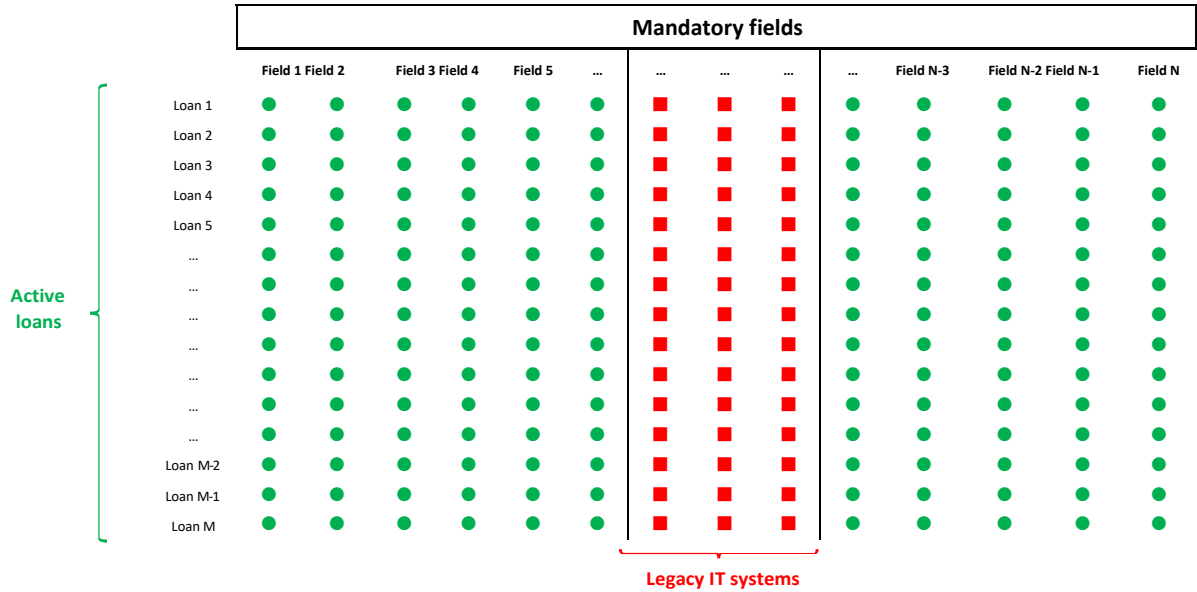 Mandatory fields
Field 1 Field 2 Field 3 Field 4 Field 5 ... ... ... ... ... Field N-3 Field N-2 Field N-1 Field N
Loan 1
Loan 2
Loan 3
Loan 4
Loan 5
...
...
...
...
...
...
...
Loan M-2
Loan M-1
Loan M
Active
loans
Legacy IT systems